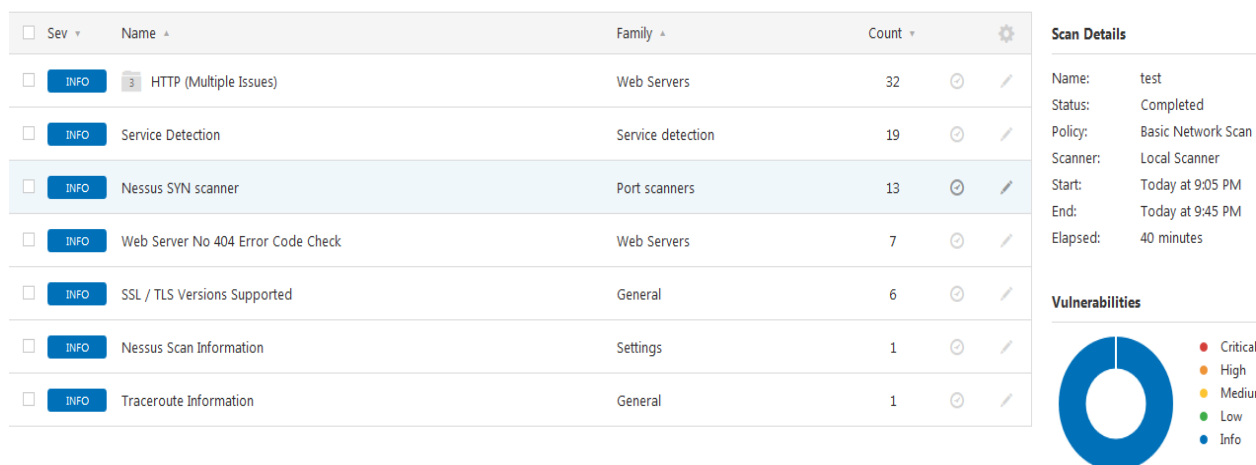 Sev Name Family Count
INFO 3 HTTP (Multiple Issues) Web Servers 32
INFO Service Detection Service detection 19
INFO Nessus SYN scanner Port scanners 13
INFO Web Server No 404 Error Code Check Web Servers 7
INFO SSL / TLS Versions Supported General 6
INFO Nessus Scan Information Settings 1
INFO Traceroute Information General 1
Scan Details
Name: test
Status: Completed
Policy: Basic Network Scan
Scanner: Local Scanner
Start: Today at 9:05 PM
End: Today at 9:45 PM
Elapsed: 40 minutes
Vulnerabilities
Critical
High
Mediu
Low
Info